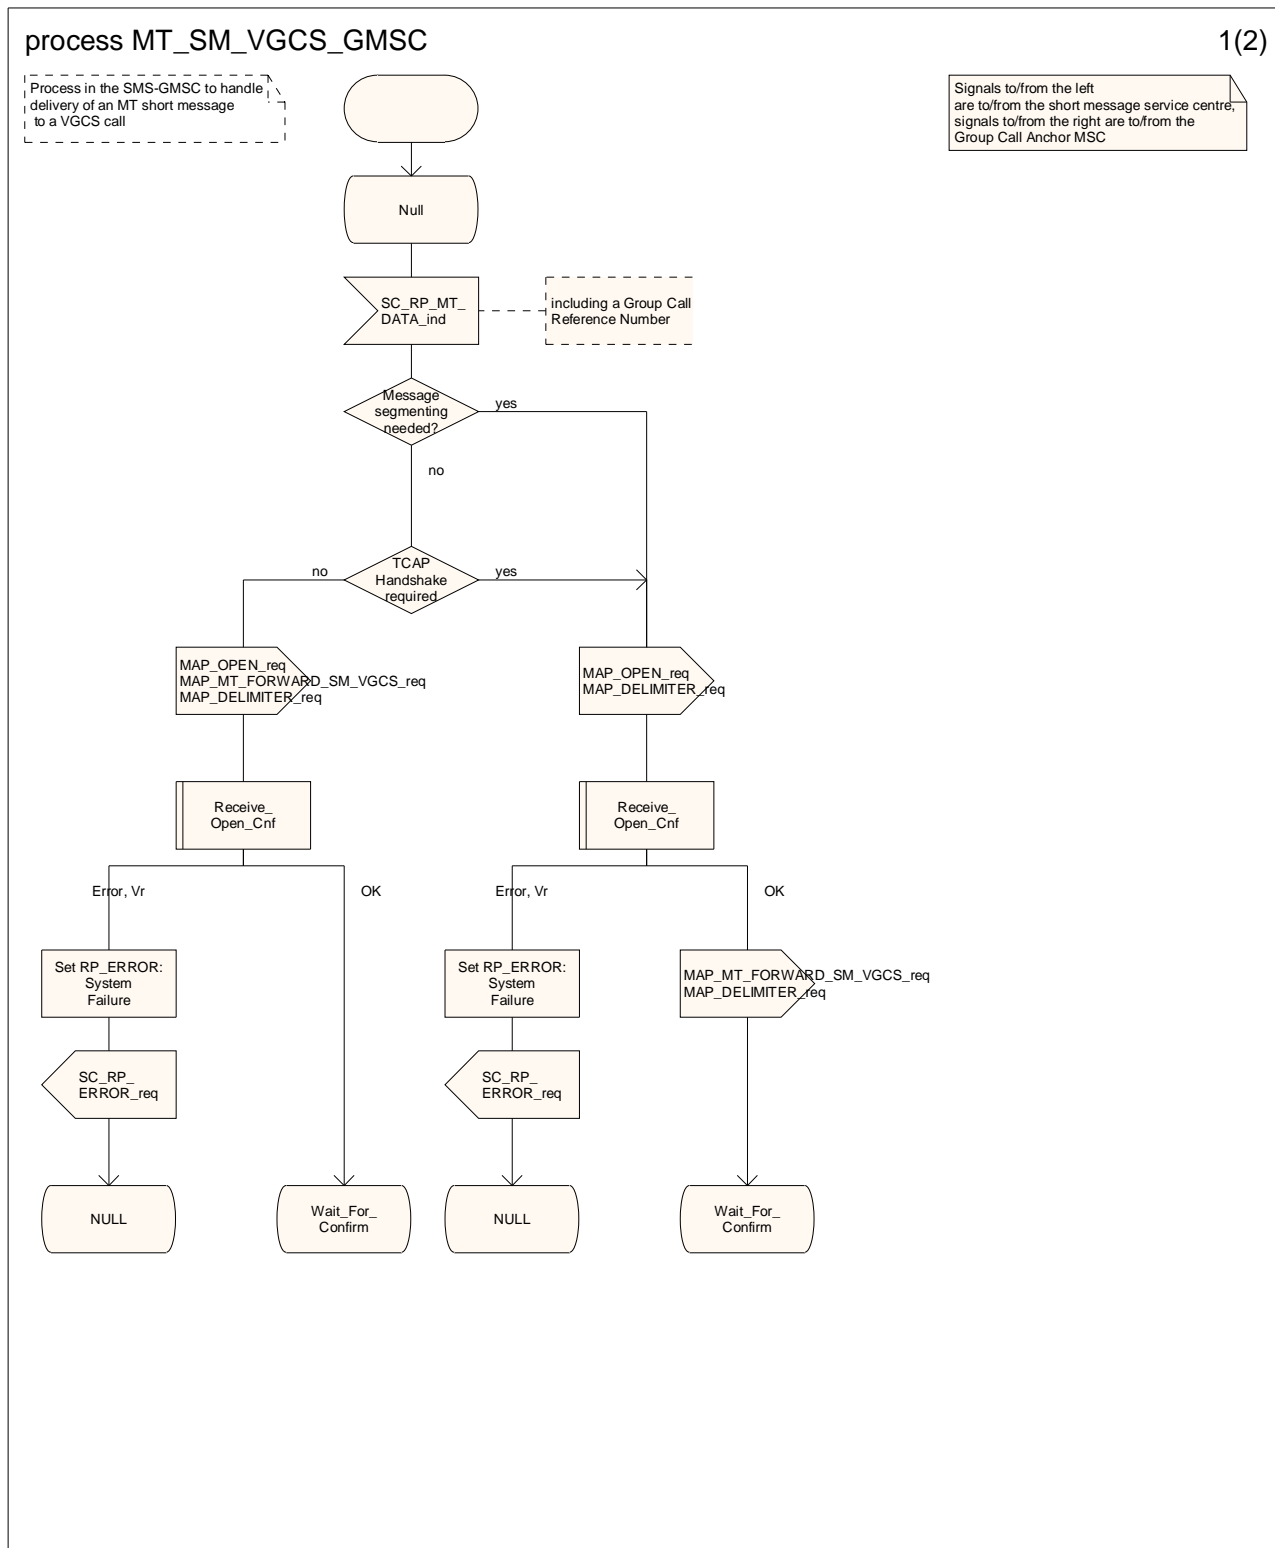 process MT_SM_VGCS_GMSC
1(2)
Process in the SMS-GMSC to handle
delivery of an MT short message
to a VGCS call
Signals to/from the left
are to/from the short message service centre,
signals to/from the right are to/from the
Group Call Anchor MSC
Null
SC_RP_MT_
DATA_ind
including a Group Call
Reference Number
Message
segmenting
needed?
yes
no
TCAP
Handshake
required
no
yes
MAP_OPEN_req
MAP_MT_FORWARD_SM_VGCS_req
MAP_DELIMITER_req
MAP_OPEN_req
MAP_DELIMITER_req
Receive_
Open_Cnf
Receive_
Open_Cnf
Error, Vr
OK
Error, Vr
OK
Set RP_ERROR:
System
Failure
Set RP_ERROR:
System
Failure
MAP_MT_FORWARD_SM_VGCS_req
MAP_DELIMITER_req
SC_RP_
ERROR_req
SC_RP_
ERROR_req
NULL
Wait_For_
Confirm
NULL
Wait_For_
Confirm